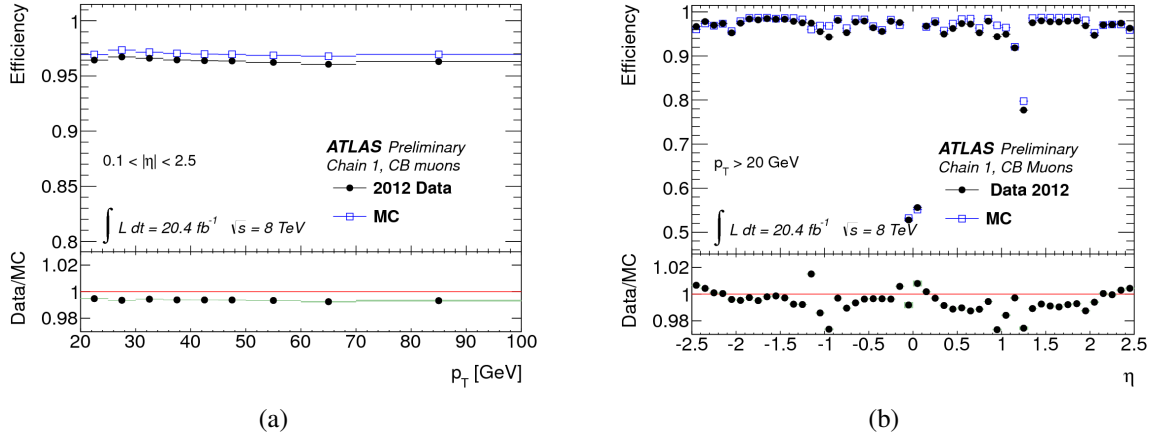 Efficiency
1
0.95
0.9
0.85
0.8
0.1 < |η| < 2.5
ATLAS Preliminary
Chain 1, CB muons
2012 Data
MC
∫ L dt = 20.4 fb⁻¹ √s = 8 TeV
Data/MC
1.02
1
0.98
20 30 40 50 60 70 80 90 100
p_T [GeV]
(a)
Efficiency
1
0.9
0.8
0.7
0.6
0.5
p_T > 20 GeV
ATLAS Preliminary
Chain 1, CB Muons
Data 2012
MC
∫ L dt = 20.4 fb⁻¹ √s = 8 TeV
Data/MC
1.02
1
0.98
-2.5 -2 -1.5 -1 -0.5 0 0.5 1 1.5 2 2.5
η
(b)